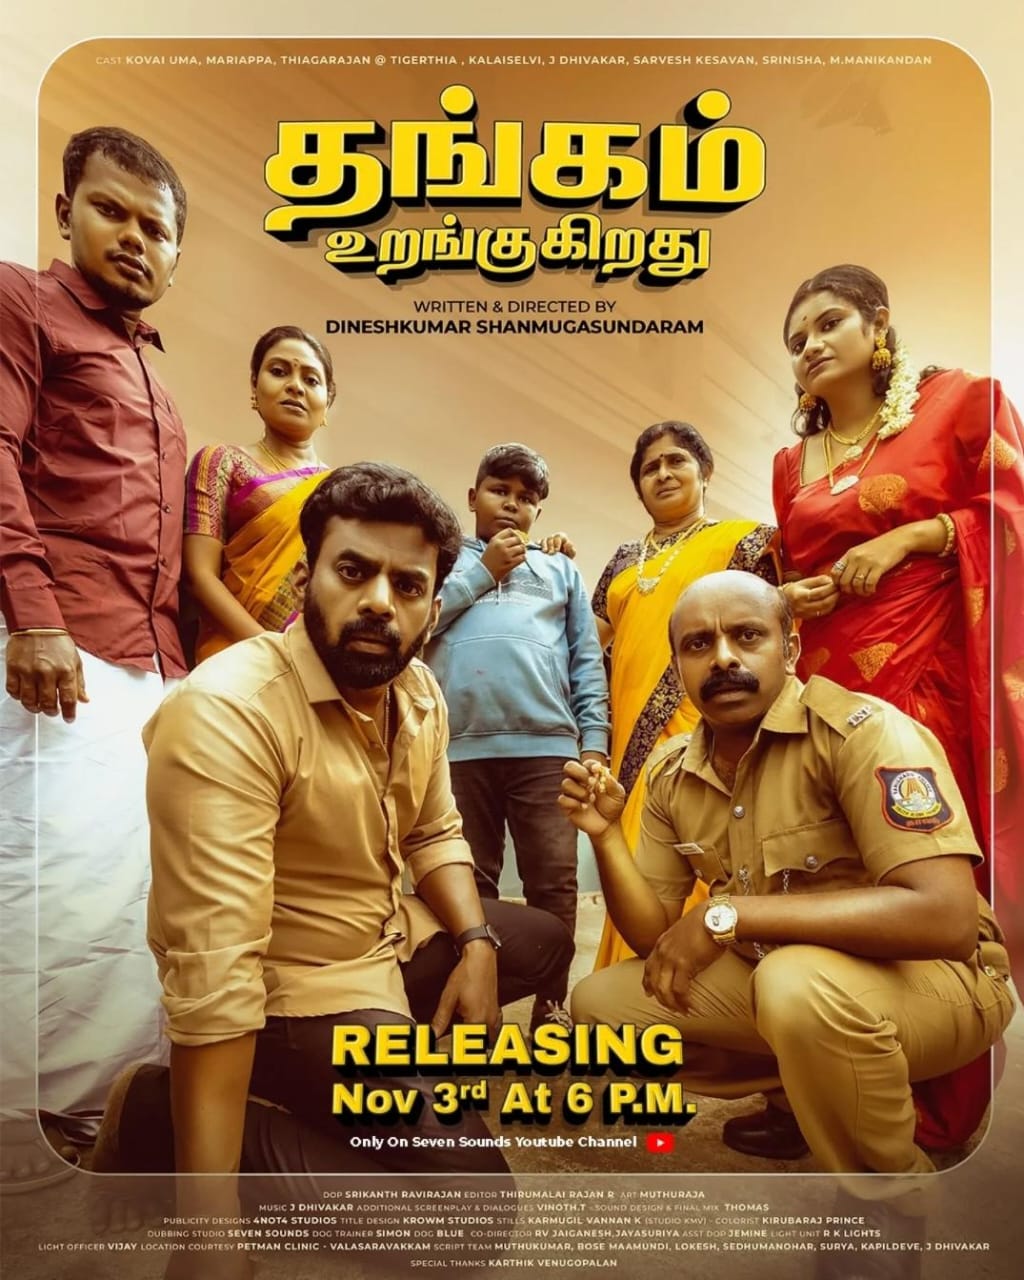 CAST KOVAI UMA, MARIAPPA, THIAGARAJAN @ TIGERTHIA , KALAISELVI, J DHIVAKAR, SARVESH KESAVAN, SRINISHA, M.MANIKANDAN
தங்கம்
உறங்குகிறது
WRITTEN & DIRECTED BY
DINESHKUMAR SHANMUGASUNDARAM
RELEASING
Nov 3rd At 6 P.M.
Only On Seven Sounds Youtube Channel
DOP SRIKANTH RAVIRAJAN EDITOR THIRUMALAI RAJAN R ART MUTHURAJA
MUSIC J DHIVAKAR ADDITIONAL SCREENPLAY & DIALOGUES VINOTH.T - SOUND DESIGN & FINAL MIX THOMAS
PUBLICITY DESIGNS 4NOT4 STUDIOS TITLE DESIGN KROWM STUDIOS STILLS KARMUGIL VANNAN K (STUDIO KMV) - COLORIST KIRUBARAJ PRINCE
DUBBING STUDIO SEVEN SOUNDS DOG TRAINER SIMON DOG BLUE CO-DIRECTOR RV JAIGANESH,JAYASURIYA ASST DOP JEMINE LIGHT UNIT R K LIGHTS
LIGHT OFFICER VIJAY LOCATION COURTESY PETMAN CLINIC - VALASARAVAKKAM SCRIPT TEAM MUTHUKUMAR, BOSE MAAMUNDI, LOKESH, SEDHUMANOHAR, SURYA, KAPILDEVE, J DHIVAKAR
SPECIAL THANKS KARTHIK VENUGOPALAN